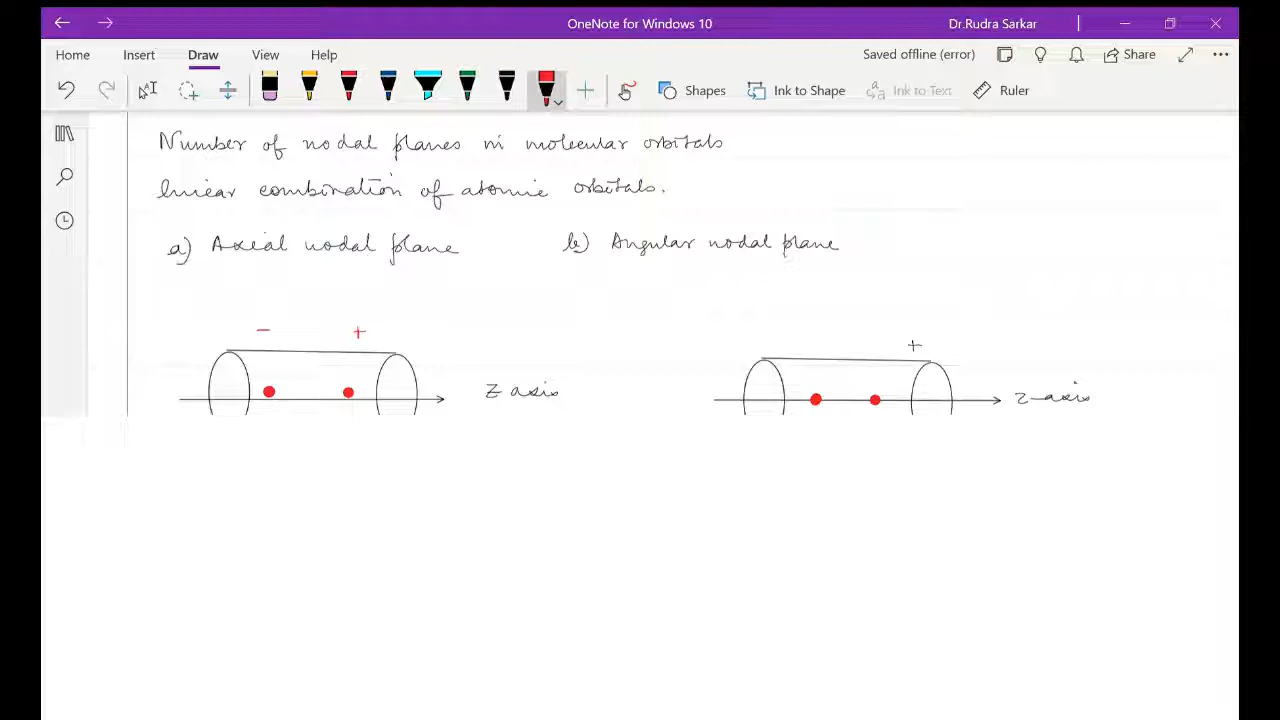 OneNote for Windows 10 Dr.Rudra Sarkar
Home Insert Draw View Help Saved offline (error) Share
Shapes Ink to Shape Ink to Text Ruler
Number of nodal planes in molecular orbitals
linear combination of atomic orbitals.
a) Axial nodal plane b) Angular nodal plane
- + +
z axis z-axis